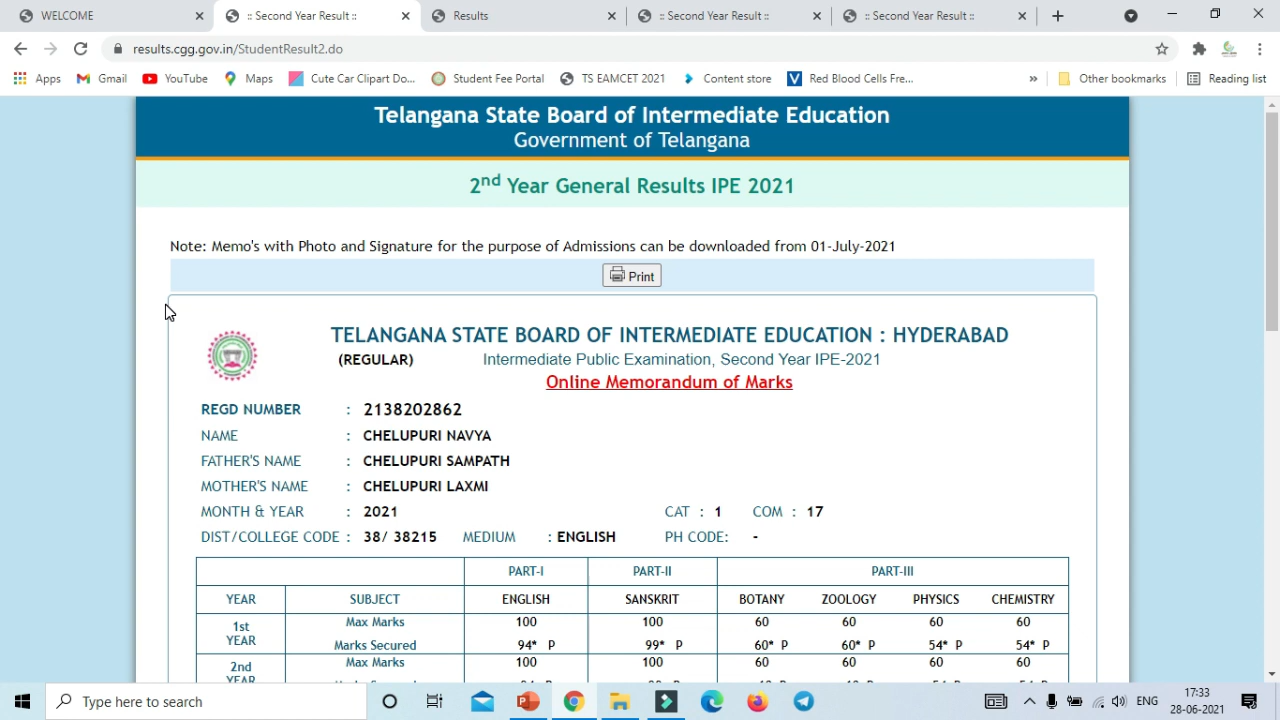 WELCOME
:: Second Year Result ::
Results
:: Second Year Result ::
:: Second Year Result ::
results.cgg.gov.in/StudentResult2.do
Apps Gmail YouTube Maps Cute Car Clipart Do... Student Fee Portal TS EAMCET 2021 Content store Red Blood Cells Fre... » Other bookmarks Reading list
Telangana State Board of Intermediate Education
Government of Telangana
2nd Year General Results IPE 2021
Note: Memo's with Photo and Signature for the purpose of Admissions can be downloaded from 01-July-2021
Print
TELANGANA STATE BOARD OF INTERMEDIATE EDUCATION : HYDERABAD
(REGULAR) Intermediate Public Examination, Second Year IPE-2021
Online Memorandum of Marks
REGD NUMBER : 2138202862
NAME : CHELUPURI NAVYA
FATHER'S NAME : CHELUPURI SAMPATH
MOTHER'S NAME : CHELUPURI LAXMI
MONTH & YEAR : 2021 CAT : 1 COM : 17
DIST/COLLEGE CODE : 38/ 38215 MEDIUM : ENGLISH PH CODE: -
PART-I PART-II PART-III
YEAR SUBJECT ENGLISH SANSKRIT BOTANY ZOOLOGY PHYSICS CHEMISTRY
1st YEAR Max Marks 100 100 60 60 60 60
Marks Secured 94* P 99* P 60* P 60* P 54* P 54* P
2nd YEAR Max Marks 100 100 60 60 60 60
Type here to search
ENG
17:33
28-06-2021